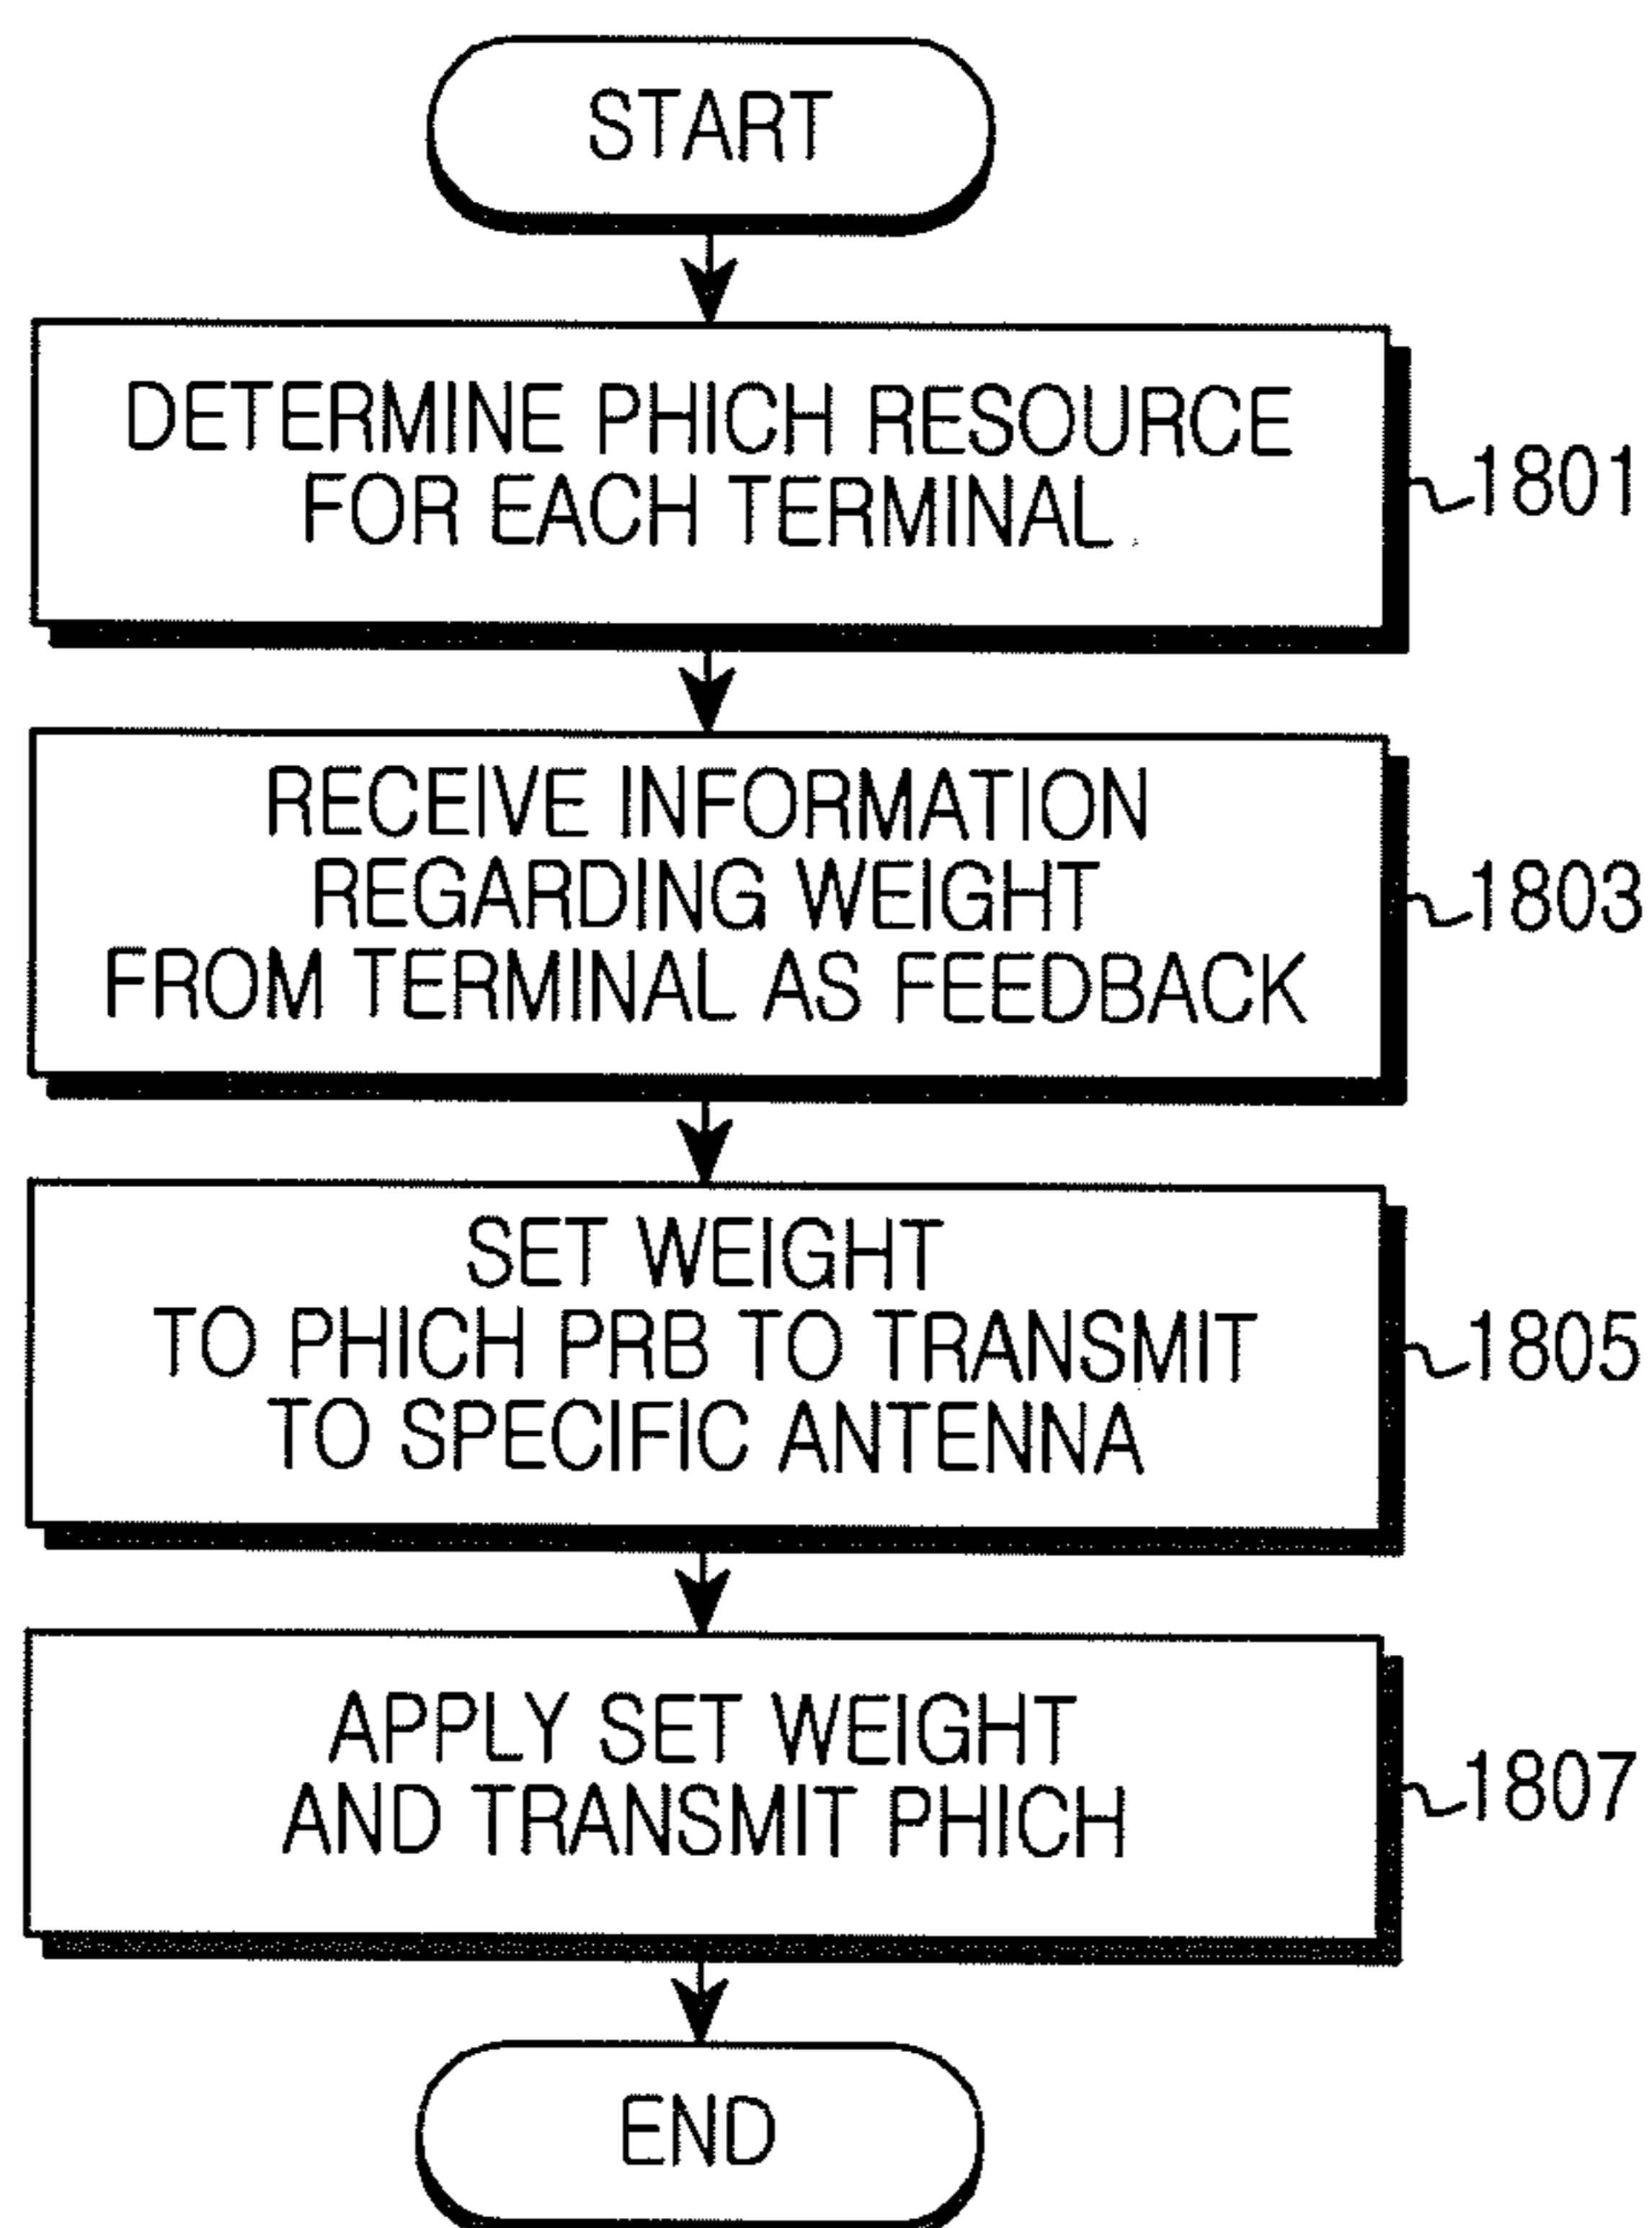 START
DETERMINE PHICH RESOURCE
FOR EACH TERMINAL
1801
RECEIVE INFORMATION
REGARDING WEIGHT
FROM TERMINAL AS FEEDBACK
1803
SET WEIGHT
TO PHICH PRB TO TRANSMIT
TO SPECIFIC ANTENNA
1805
APPLY SET WEIGHT
AND TRANSMIT PHICH
1807
END